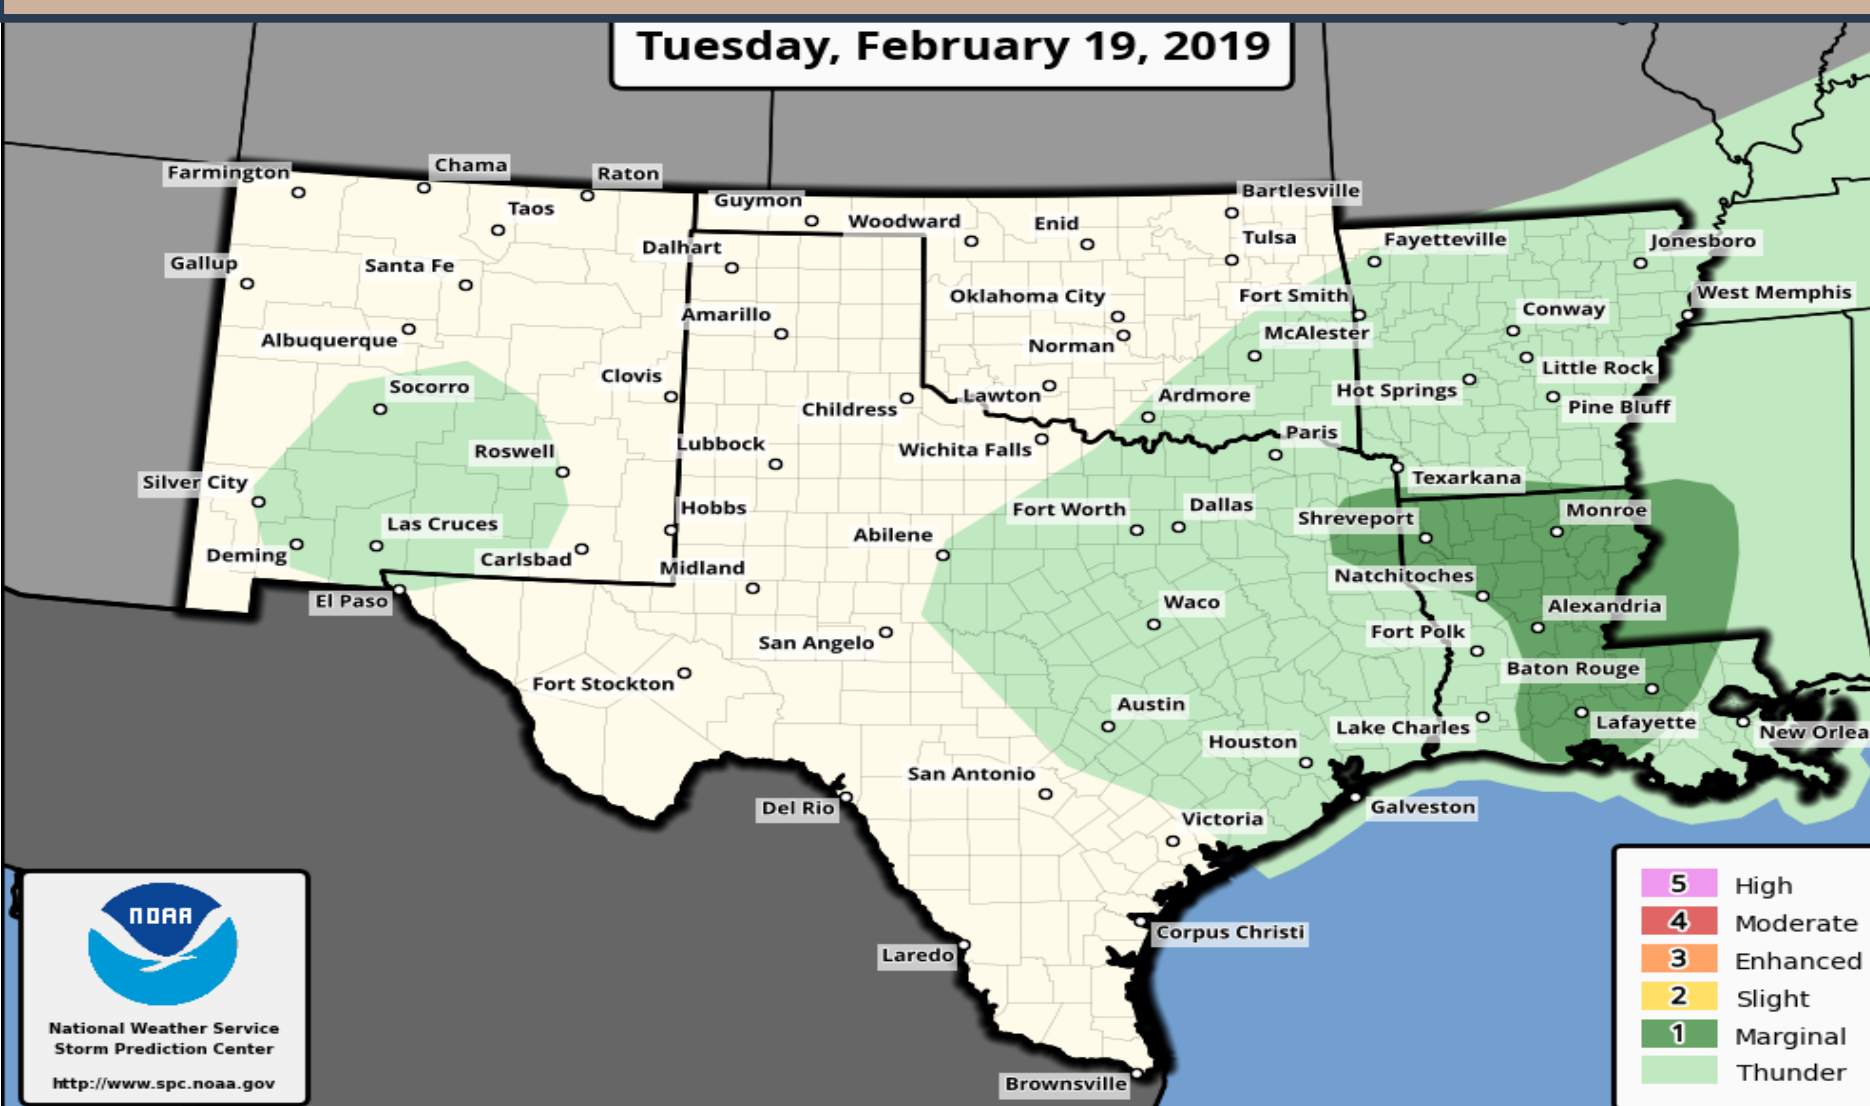 Tuesday, February 19, 2019
Farmington
Chama
Raton
Taos
Guymon
Woodward
Enid
Bartlesville
Tulsa
Dalhart
Gallup
Santa Fe
Fayetteville
Jonesboro
Amarillo
Oklahoma City
Fort Smith
West Memphis
Albuquerque
Norman
McAlester
Conway
Socorro
Clovis
Childress
Lawton
Ardmore
Hot Springs
Little Rock
Pine Bluff
Roswell
Lubbock
Wichita Falls
Paris
Silver City
Texarkana
Las Cruces
Hobbs
Fort Worth
Dallas
Shreveport
Monroe
Deming
Carlsbad
Midland
Abilene
Natchitoches
El Paso
Waco
Alexandria
San Angelo
Fort Polk
Fort Stockton
Baton Rouge
Austin
Lake Charles
Lafayette
New Orlea
Houston
San Antonio
Del Rio
Galveston
Victoria
Corpus Christi
Laredo
Brownsville
NOAA
National Weather Service
Storm Prediction Center
http://www.spc.noaa.gov
5 High
4 Moderate
3 Enhanced
2 Slight
1 Marginal
Thunder